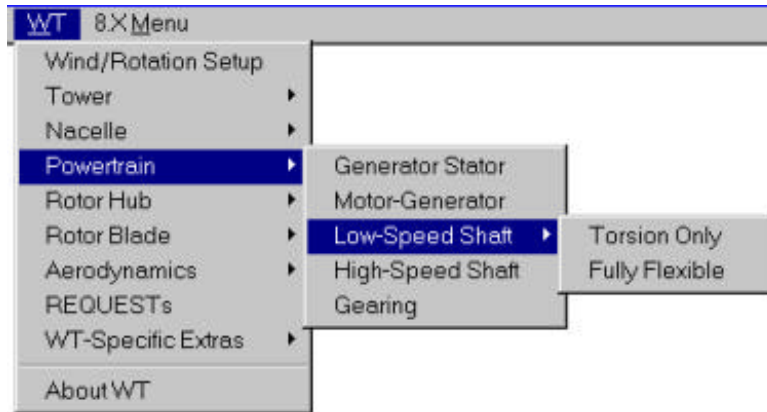 WT 8.X Menu
Wind/Rotation Setup
Tower
Nacelle
Powertrain
Rotor Hub
Rotor Blade
Aerodynamics
REQUESTs
WT-Specific Extras
About WT
Generator Stator
Motor-Generator
Low-Speed Shaft
High-Speed Shaft
Gearing
Torsion Only
Fully Flexible